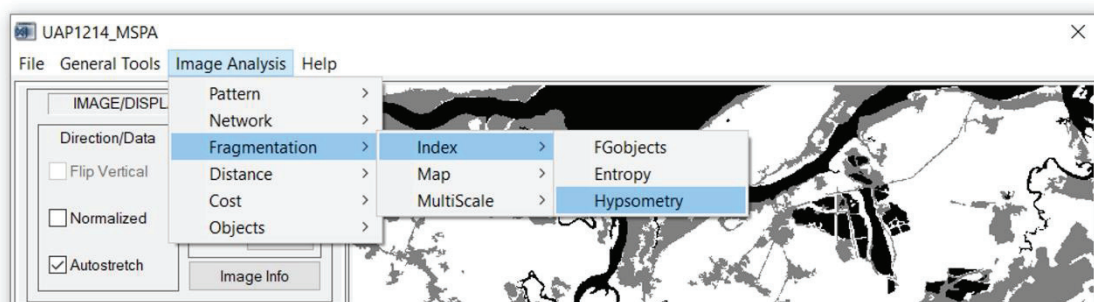 UAP1214_MSPA
File General Tools Image Analysis Help
IMAGE/DISPL
Pattern
Direction/Data
Network
Fragmentation
Index
FGobjects
Flip Vertical
Distance
Map
Entropy
Cost
MultiScale
Hypsometry
Normalized
Objects
Autostretch
Image Info